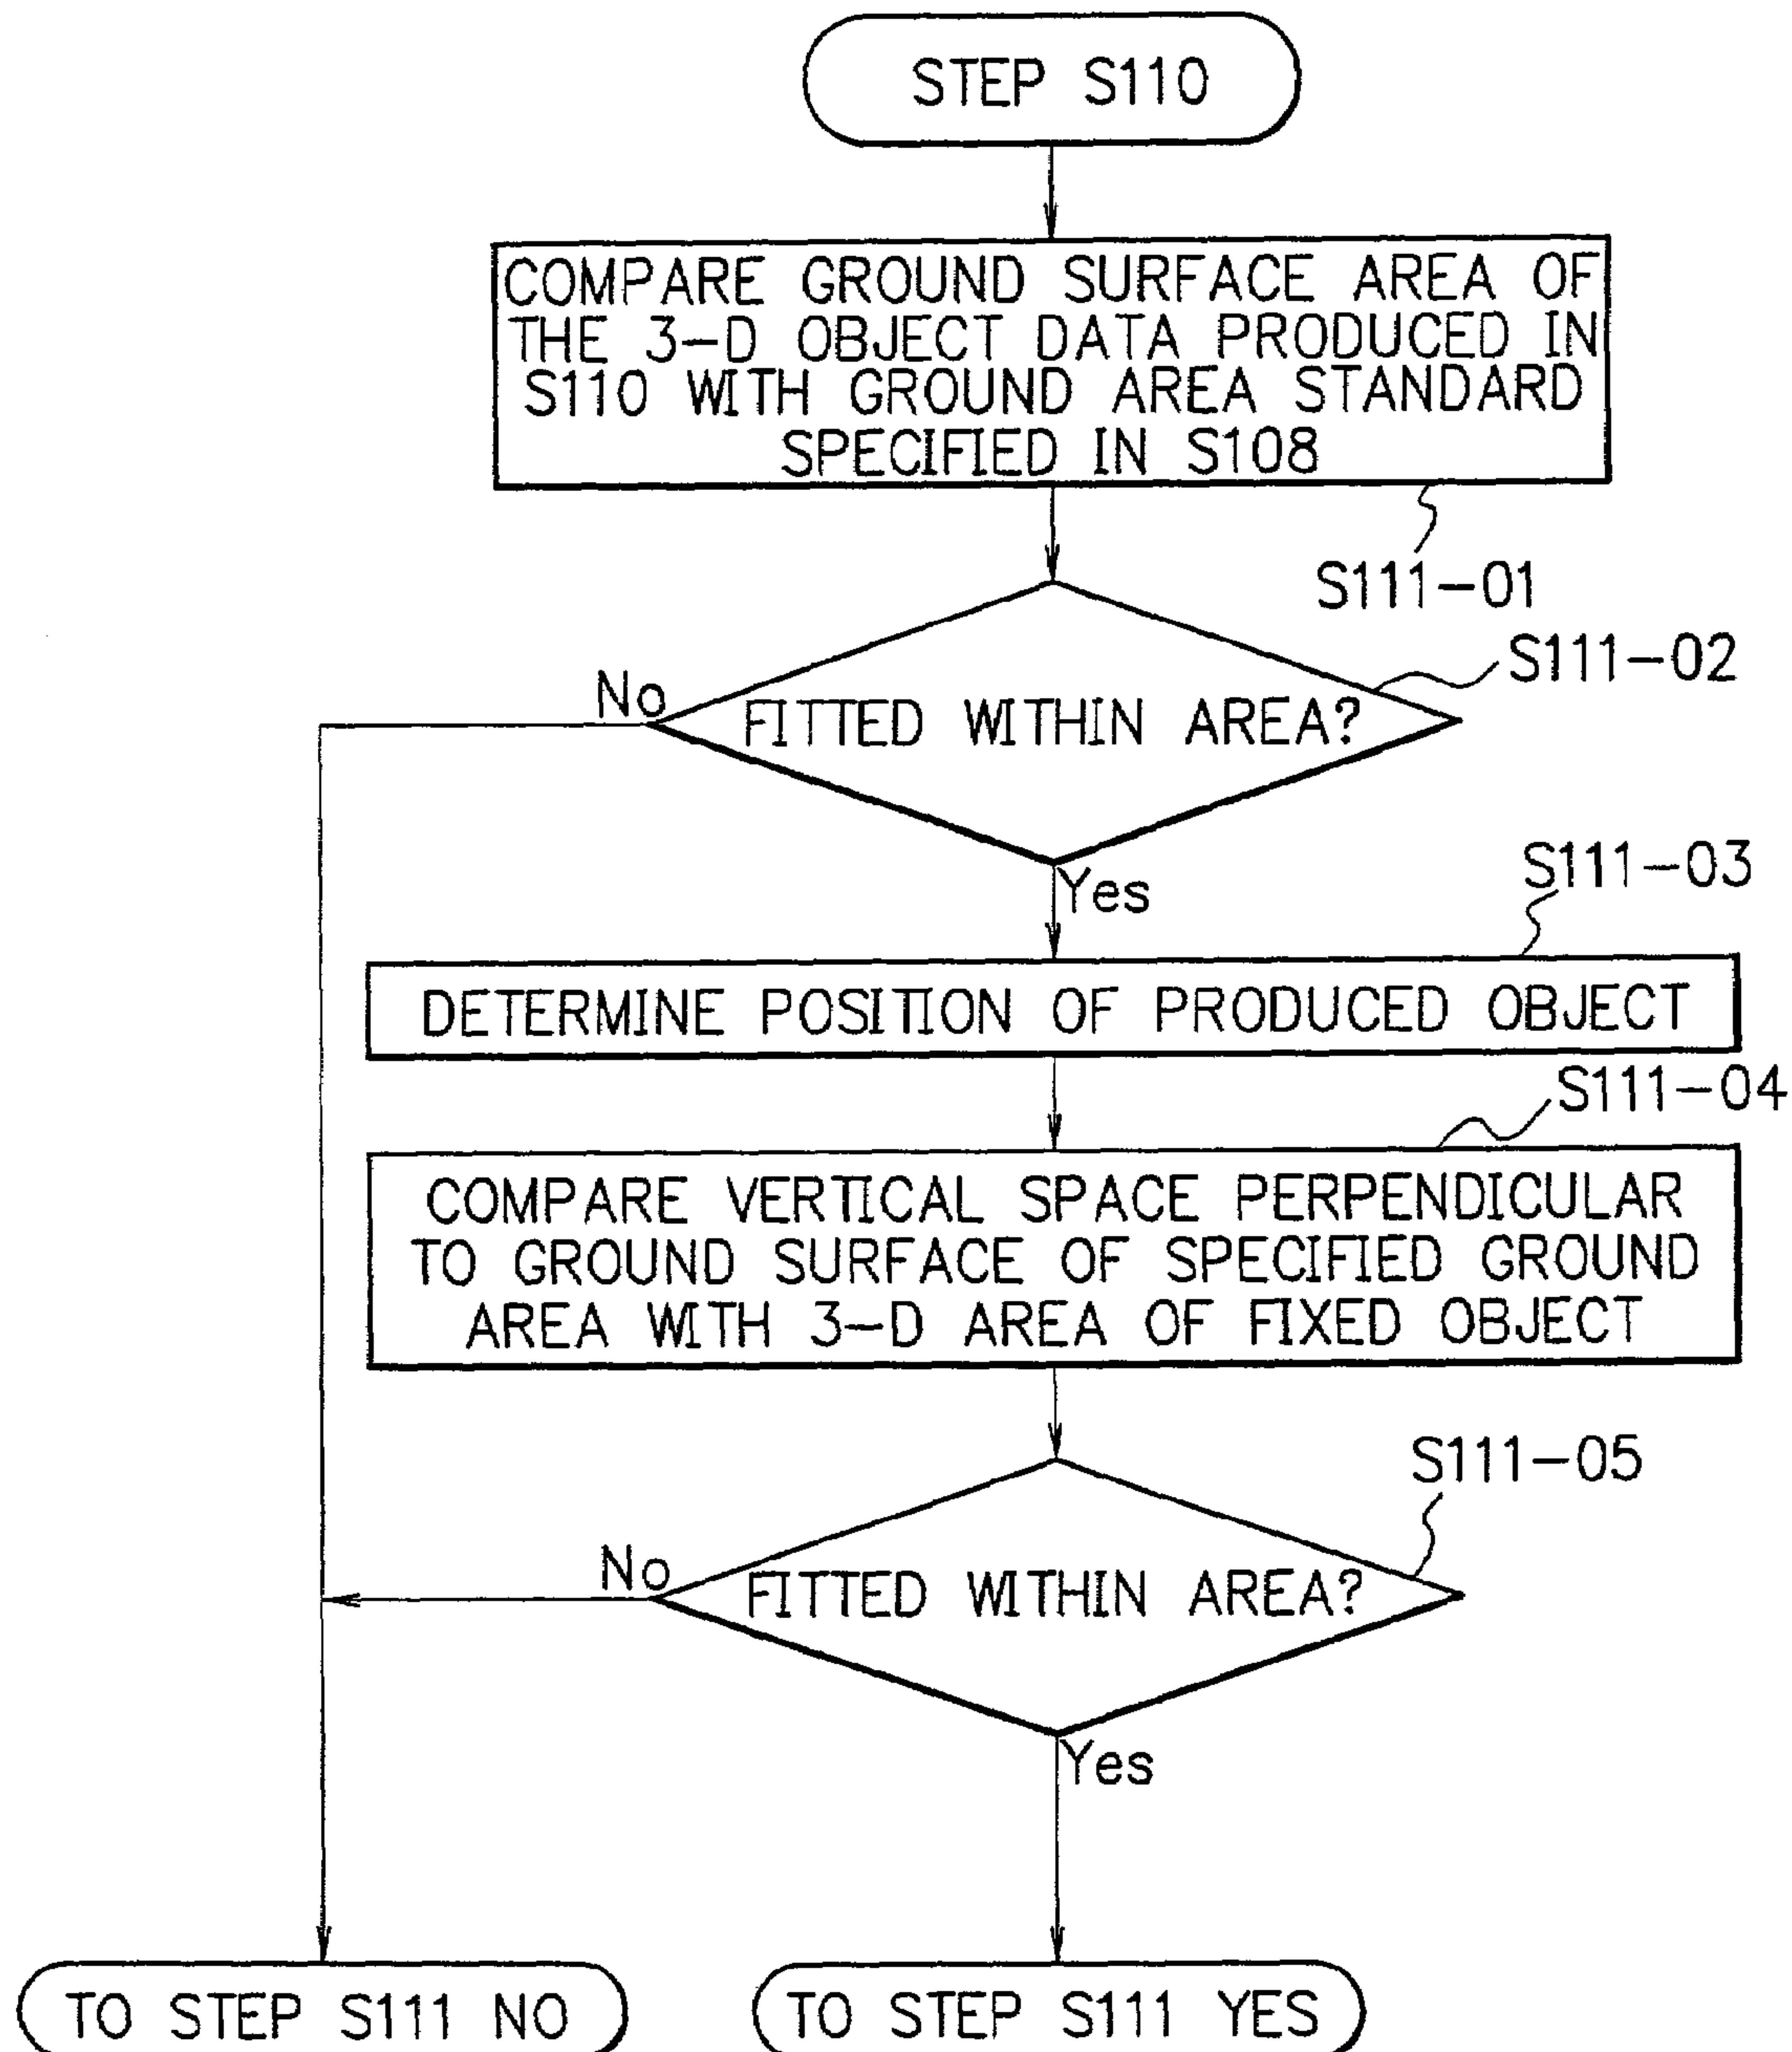 STEP S110
COMPARE GROUND SURFACE AREA OF
THE 3-D OBJECT DATA PRODUCED IN
S110 WITH GROUND AREA STANDARD
SPECIFIED IN S108
S111-01
S111-02
No
FITTED WITHIN AREA?
Yes
S111-03
DETERMINE POSITION OF PRODUCED OBJECT
S111-04
COMPARE VERTICAL SPACE PERPENDICULAR
TO GROUND SURFACE OF SPECIFIED GROUND
AREA WITH 3-D AREA OF FIXED OBJECT
S111-05
No
FITTED WITHIN AREA?
Yes
TO STEP S111 NO
TO STEP S111 YES